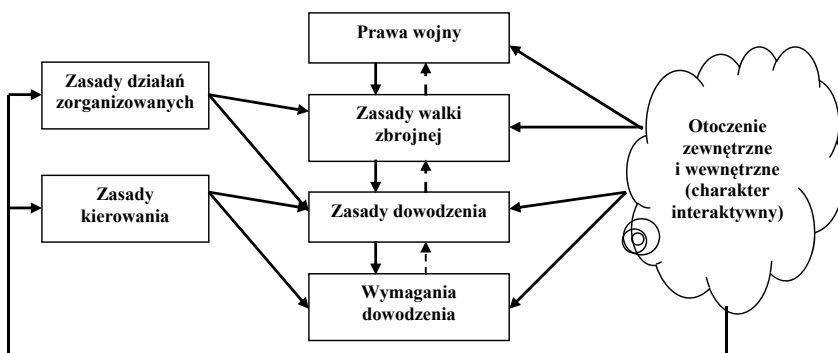 Prawa wojny
Zasady działań
zorganizowanych
Zasady walki
zbrojnej
Otoczenie
zewnętrzne
i wewnętrzne
(charakter
interaktywny)
Zasady
kierowania
Zasady dowodzenia
Wymagania
dowodzenia